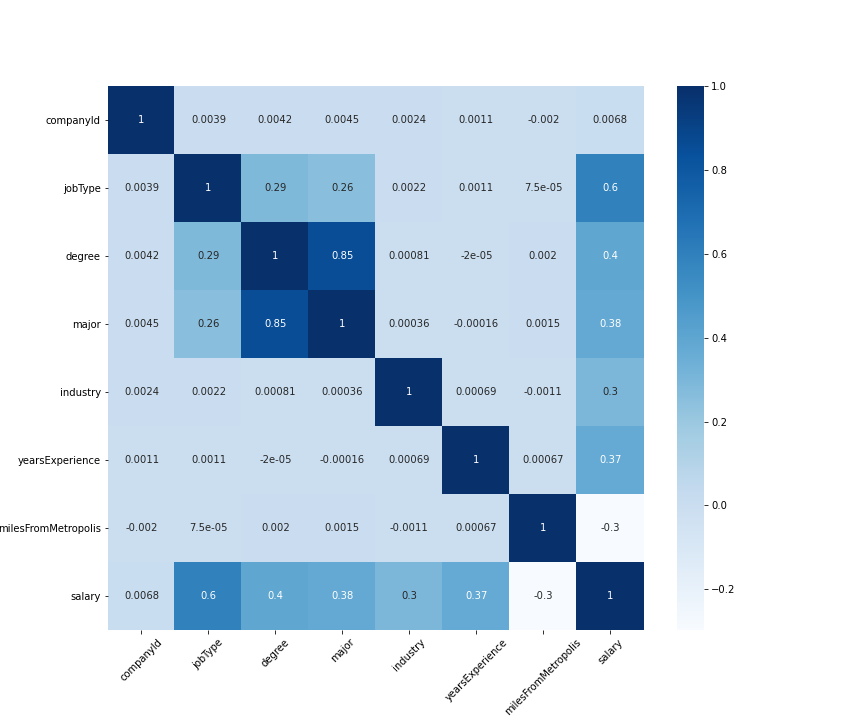 1.0
companyId 1 0.0039 0.0042 0.0045 0.0024 0.0011 -0.002 0.0068
jobType 0.0039 1 0.29 0.26 0.0022 0.0011 7.5e-05 0.6
0.8
degree 0.0042 0.29 1 0.85 0.00081 -2e-05 0.002 0.4
0.6
major 0.0045 0.26 0.85 1 0.00036 -0.00016 0.0015 0.38
0.4
industry 0.0024 0.0022 0.00081 0.00036 1 0.00069 -0.0011 0.3
0.2
yearsExperience 0.0011 0.0011 -2e-05 -0.00016 0.00069 1 0.00067 0.37
0.0
milesFromMetropolis -0.002 7.5e-05 0.002 0.0015 -0.0011 0.00067 1 -0.3
−0.2
salary 0.0068 0.6 0.4 0.38 0.3 0.37 -0.3 1
companyId jobType degree major industry yearsExperience milesFromMetropolis salary